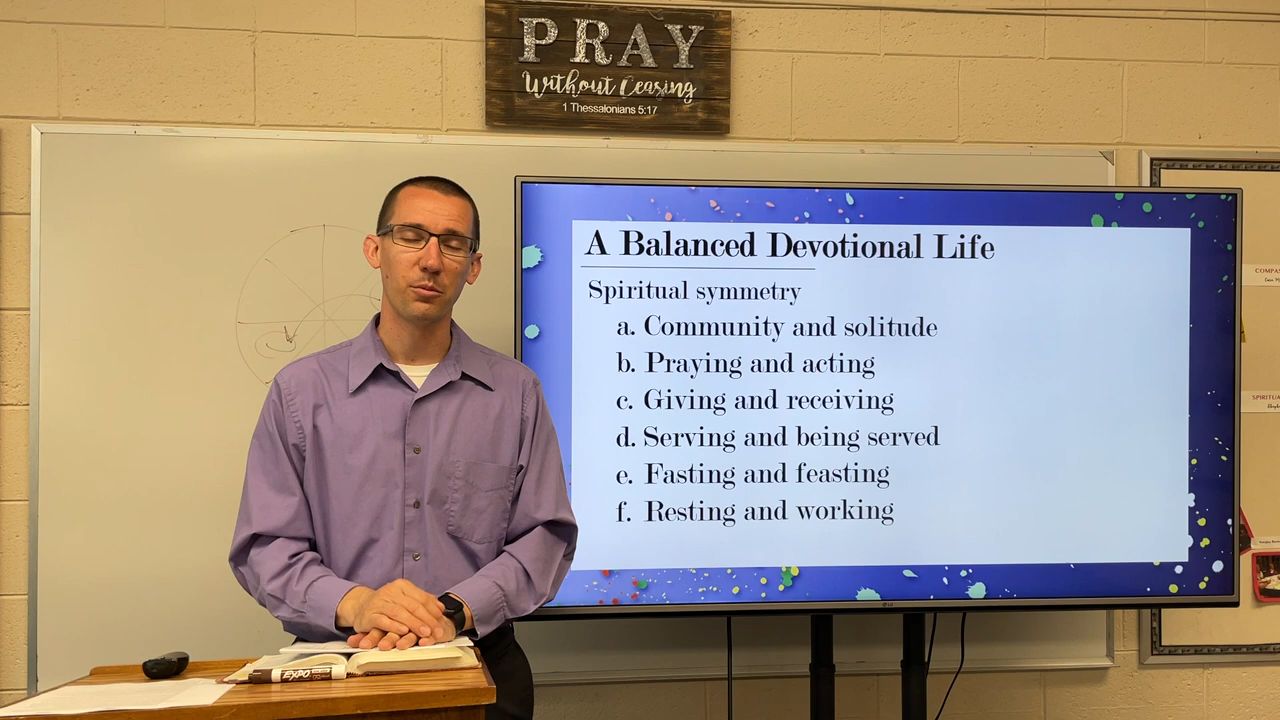 PRAY
Without Ceasing
1 Thessalonians 5:17
A Balanced Devotional Life
Spiritual symmetry
a. Community and solitude
b. Praying and acting
c. Giving and receiving
d. Serving and being served
e. Fasting and feasting
f. Resting and working
LG
EXPO